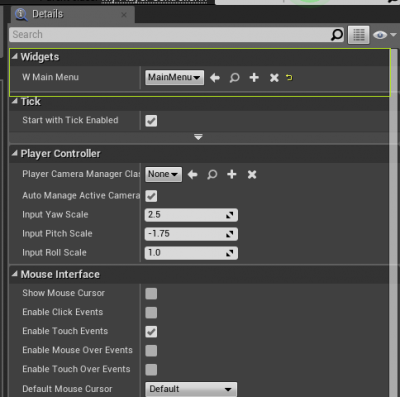 Details
Search
Widgets
W Main Menu MainMenu
Tick
Start with Tick Enabled
Player Controller
Player Camera Manager Clas None
Auto Manage Active Camera
Input Yaw Scale 2.5
Input Pitch Scale -1.75
Input Roll Scale 1.0
Mouse Interface
Show Mouse Cursor
Enable Click Events
Enable Touch Events
Enable Mouse Over Events
Enable Touch Over Events
Default Mouse Cursor Default